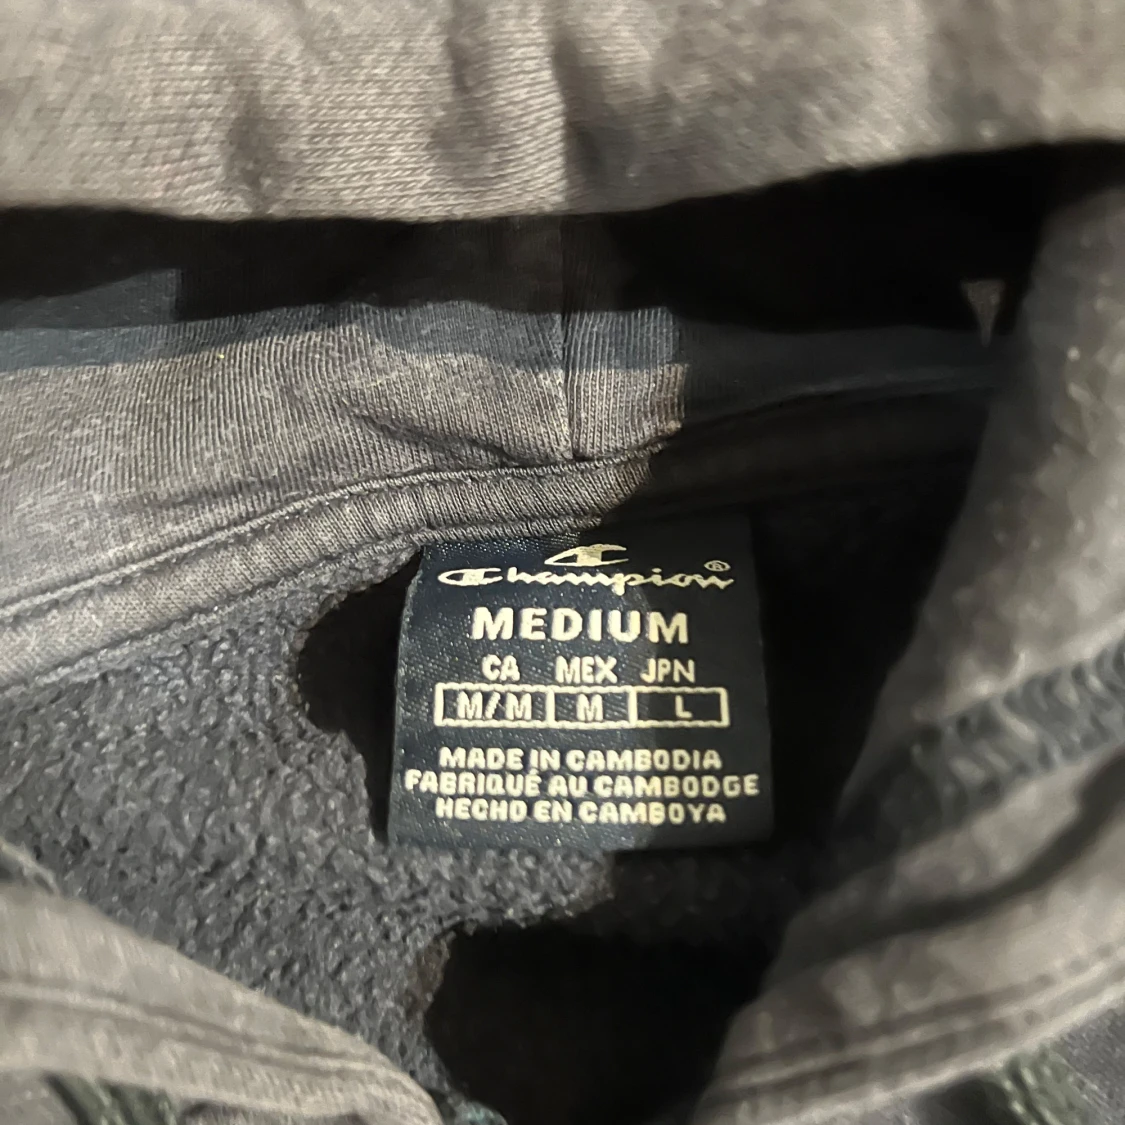 Champion®
MEDIUM
CA MEX JPN
M/M M L
MADE IN CAMBODIA
FABRIQUÉ AU CAMBODGE
HECHO EN CAMBOYA